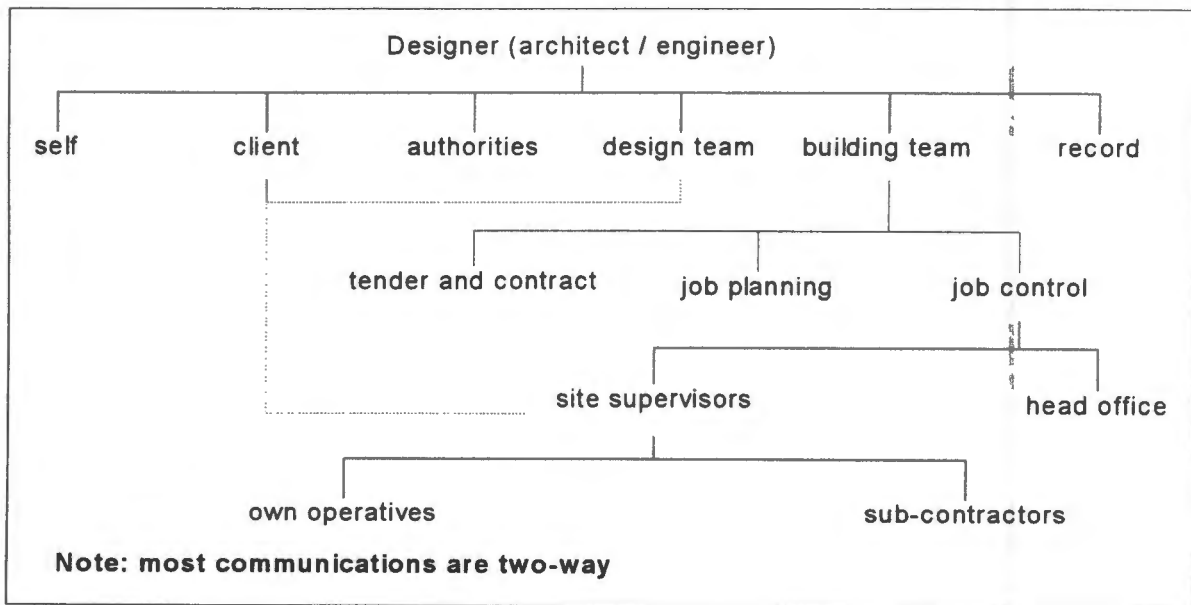 Designer (architect / engineer)
self client authorities design team building team record
tender and contract job planning job control
site supervisors head office
own operatives sub-contractors
Note: most communications are two-way